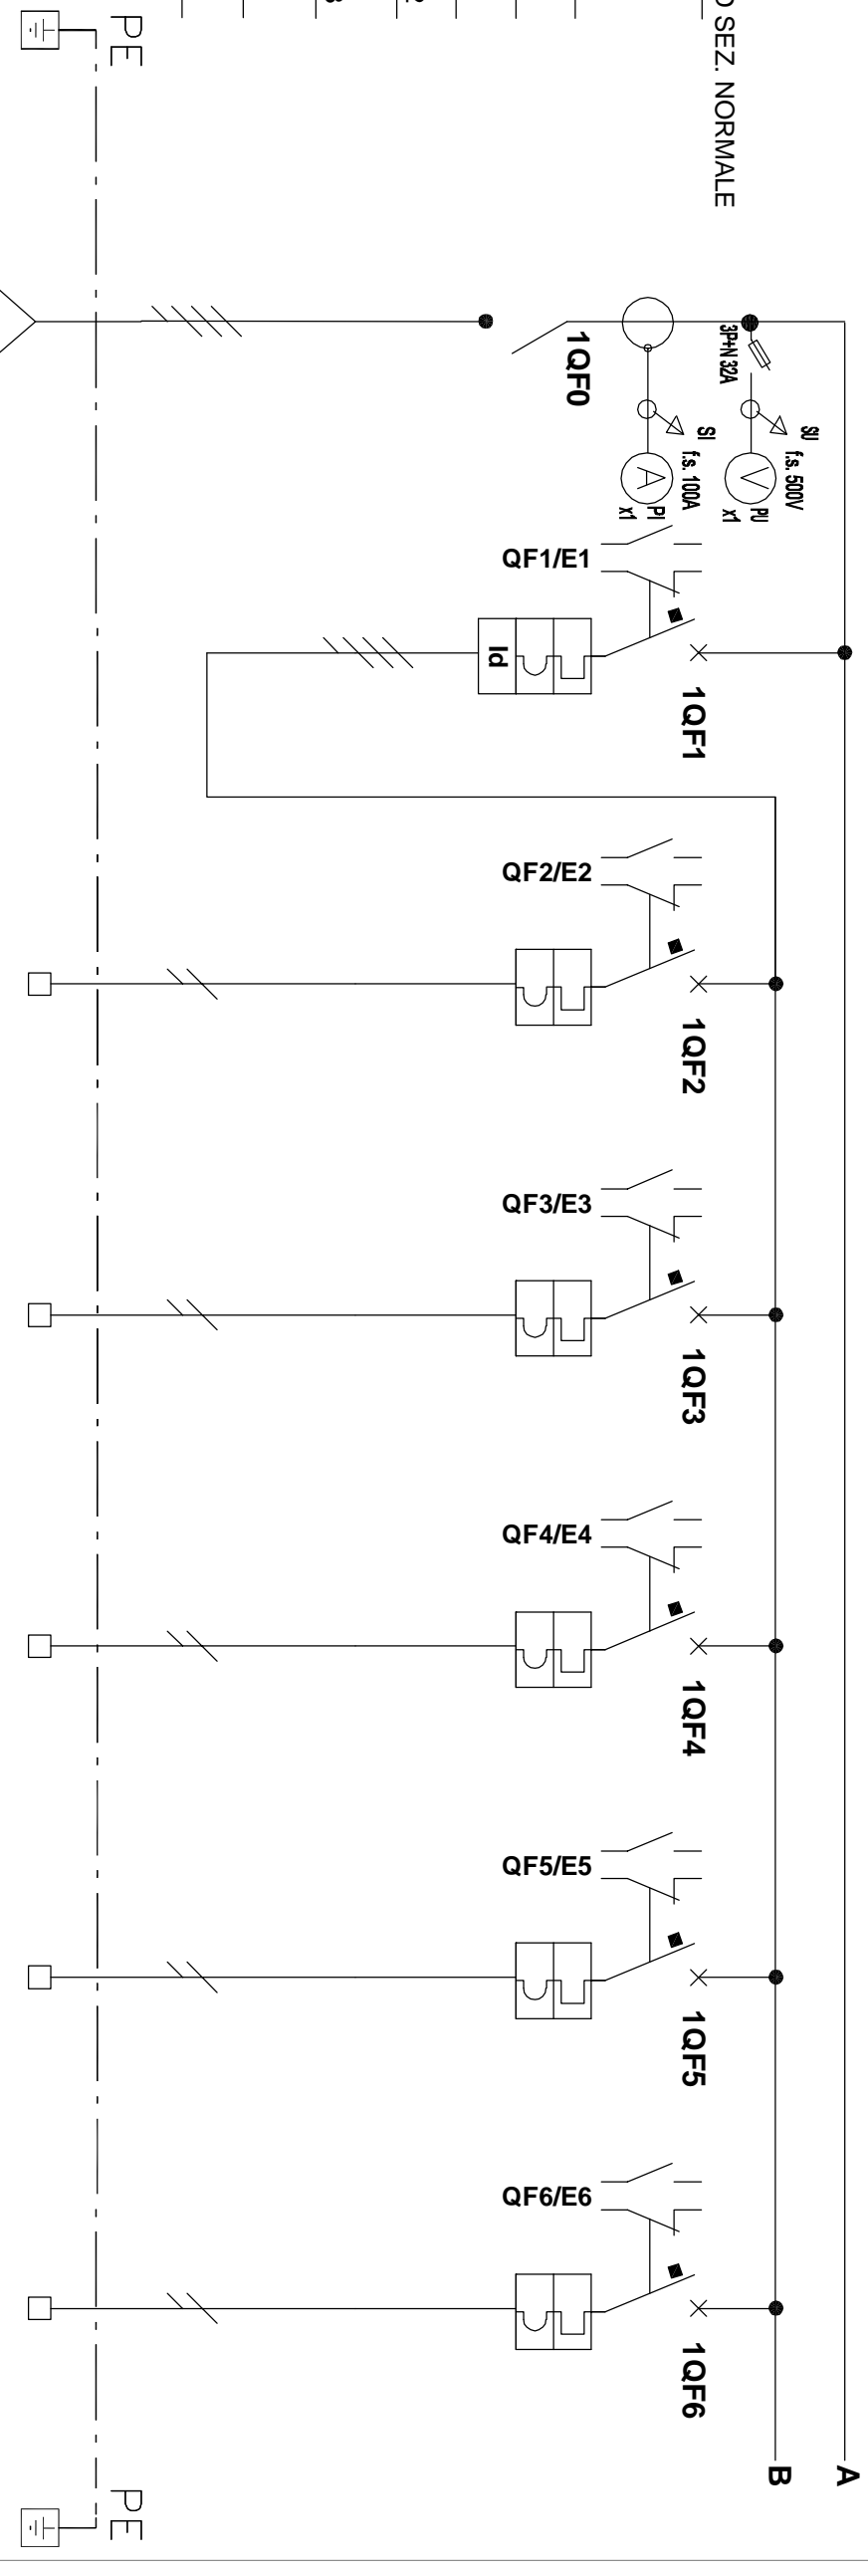 O SEZ. NORMALE
PE
3P+N 32A
SU
f.s. 500V
V
PU
x1
SI
f.s. 100A
A
PI
x1
1QF0
QF1/E1
Id
1QF1
QF2/E2
1QF2
QF3/E3
1QF3
QF4/E4
1QF4
QF5/E5
1QF5
QF6/E6
1QF6
A
B
PE